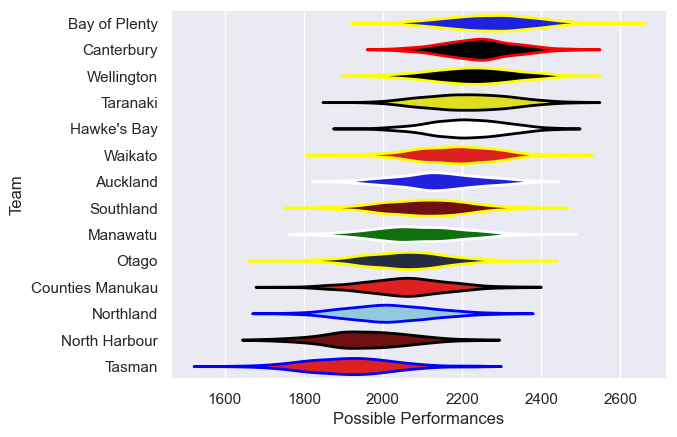 Bay of Plenty
Canterbury
Wellington
Taranaki
Hawke's Bay
Waikato
Auckland
Southland
Manawatu
Otago
Counties Manukau
Northland
North Harbour
Tasman
Team
1600 1800 2000 2200 2400 2600
Possible Performances